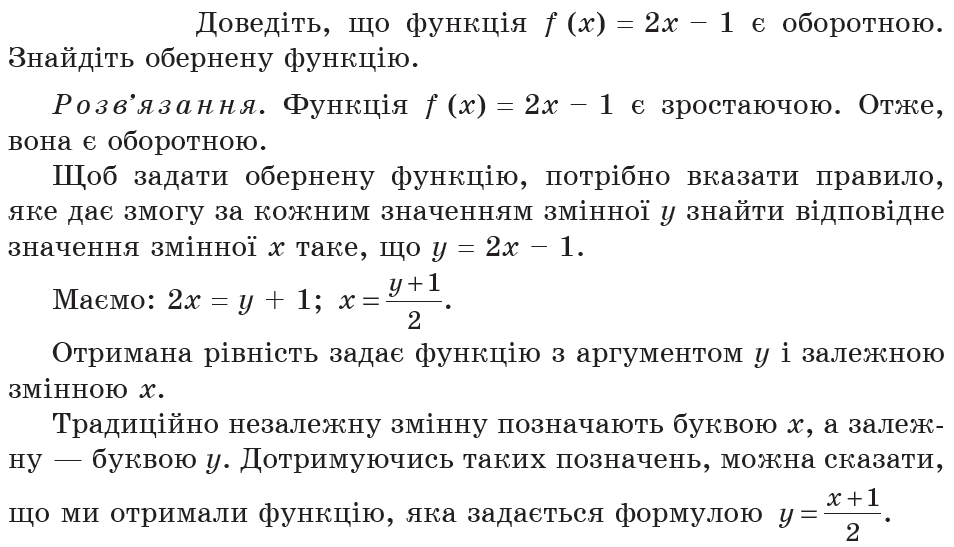 Доведіть, що функція f (x) = 2x − 1 є оборотною.
Знайдіть обернену функцію.
Розв’язання. Функція f (x) = 2x − 1 є зростаючою. Отже,
вона є оборотною.
Щоб задати обернену функцію, потрібно вказати правило,
яке дає змогу за кожним значенням змінної y знайти відповідне
значення змінної x таке, що y = 2x − 1.
Маємо: 2x = y + 1; x = \frac{y+1}{2}.
Отримана рівність задає функцію з аргументом y і залежною
змінною x.
Традиційно незалежну змінну позначають буквою x, а залеж-
ну — буквою y. Дотримуючись таких позначень, можна сказати,
що ми отримали функцію, яка задається формулою y = \frac{x+1}{2}.